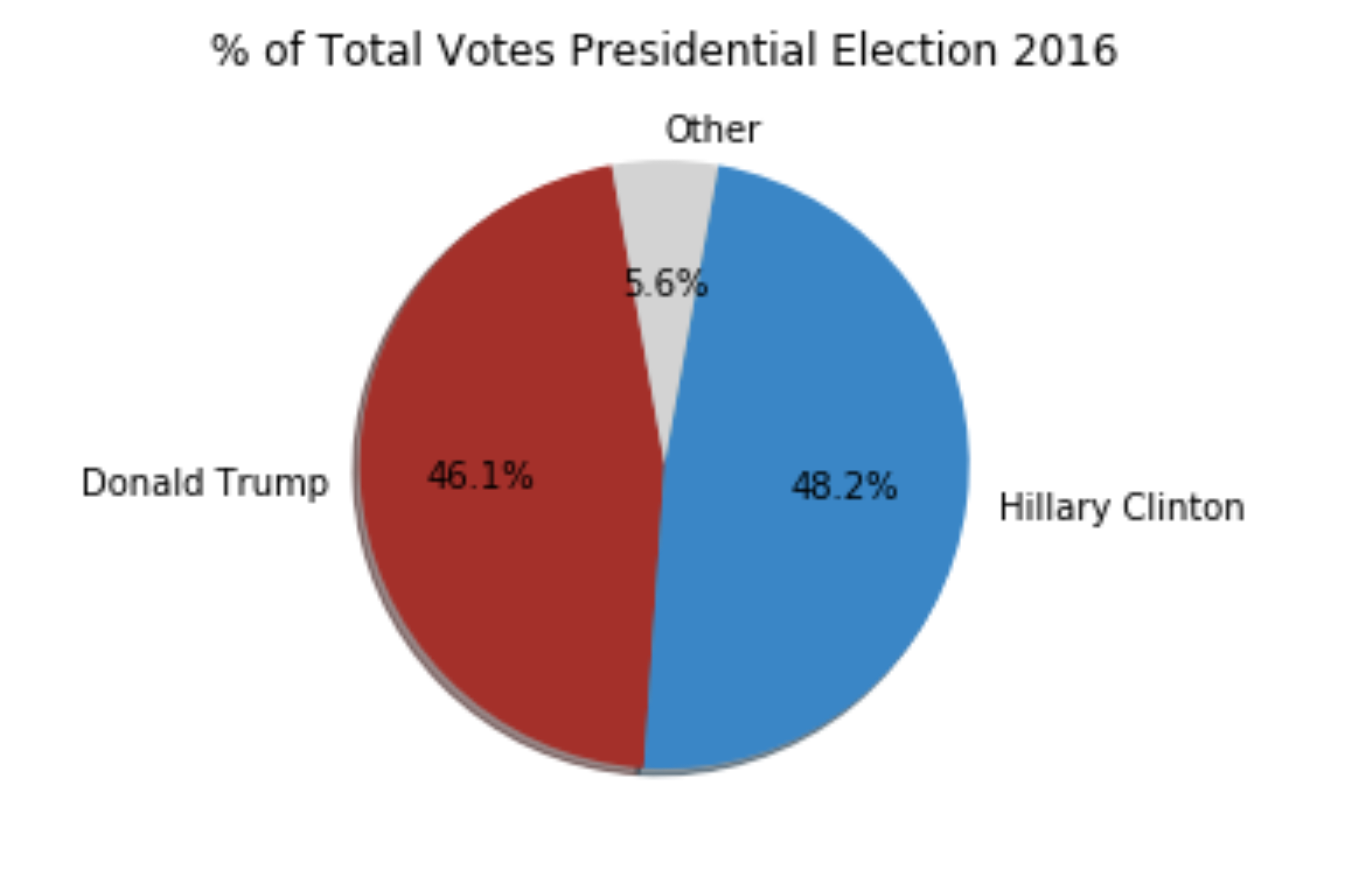 % of Total Votes Presidential Election 2016
Other
5.6%
46.1%
48.2%
Donald Trump
Hillary Clinton